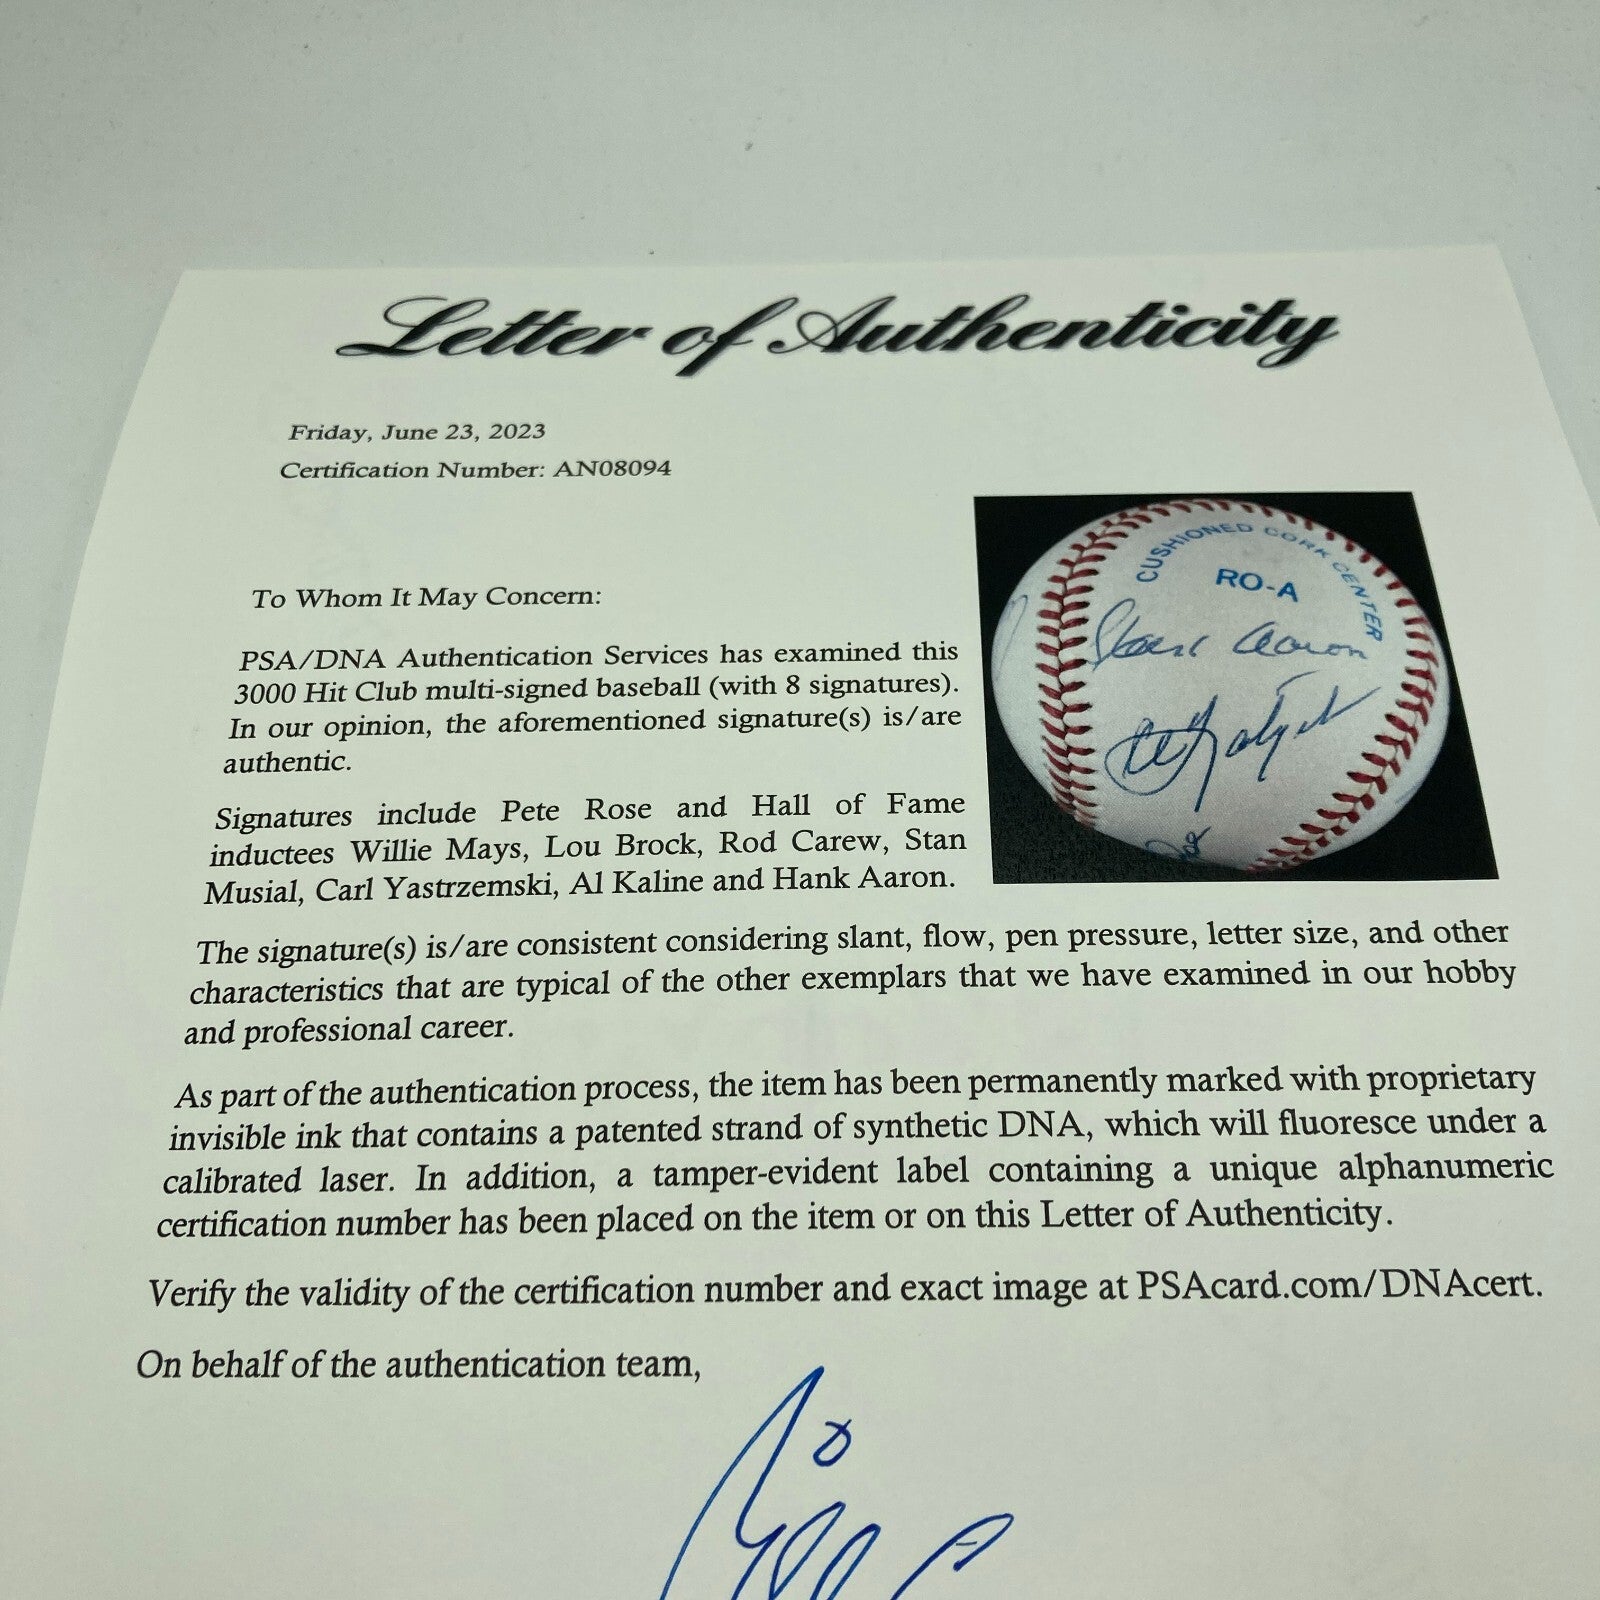 Letter of Authenticity
Friday, June 23, 2023
Certification Number: AN08094
To Whom It May Concern:
PSA/DNA Authentication Services has examined this
3000 Hit Club multi-signed baseball (with 8 signatures).
In our opinion, the aforementioned signature(s) is/are
authentic.
Signatures include Pete Rose and Hall of Fame
inductees Willie Mays, Lou Brock, Rod Carew, Stan
Musial, Carl Yastrzemski, Al Kaline and Hank Aaron.
CUSHIONED CORK CENTER
RO-A
Hank Aaron
The signature(s) is/are consistent considering slant, flow, pen pressure, letter size, and other
characteristics that are typical of the other exemplars that we have examined in our hobby
and professional career.
As part of the authentication process, the item has been permanently marked with proprietary
invisible ink that contains a patented strand of synthetic DNA, which will fluoresce under a
calibrated laser. In addition, a tamper-evident label containing a unique alphanumeric
certification number has been placed on the item or on this Letter of Authenticity.
Verify the validity of the certification number and exact image at PSAcard.com/DNAcert.
On behalf of the authentication team,